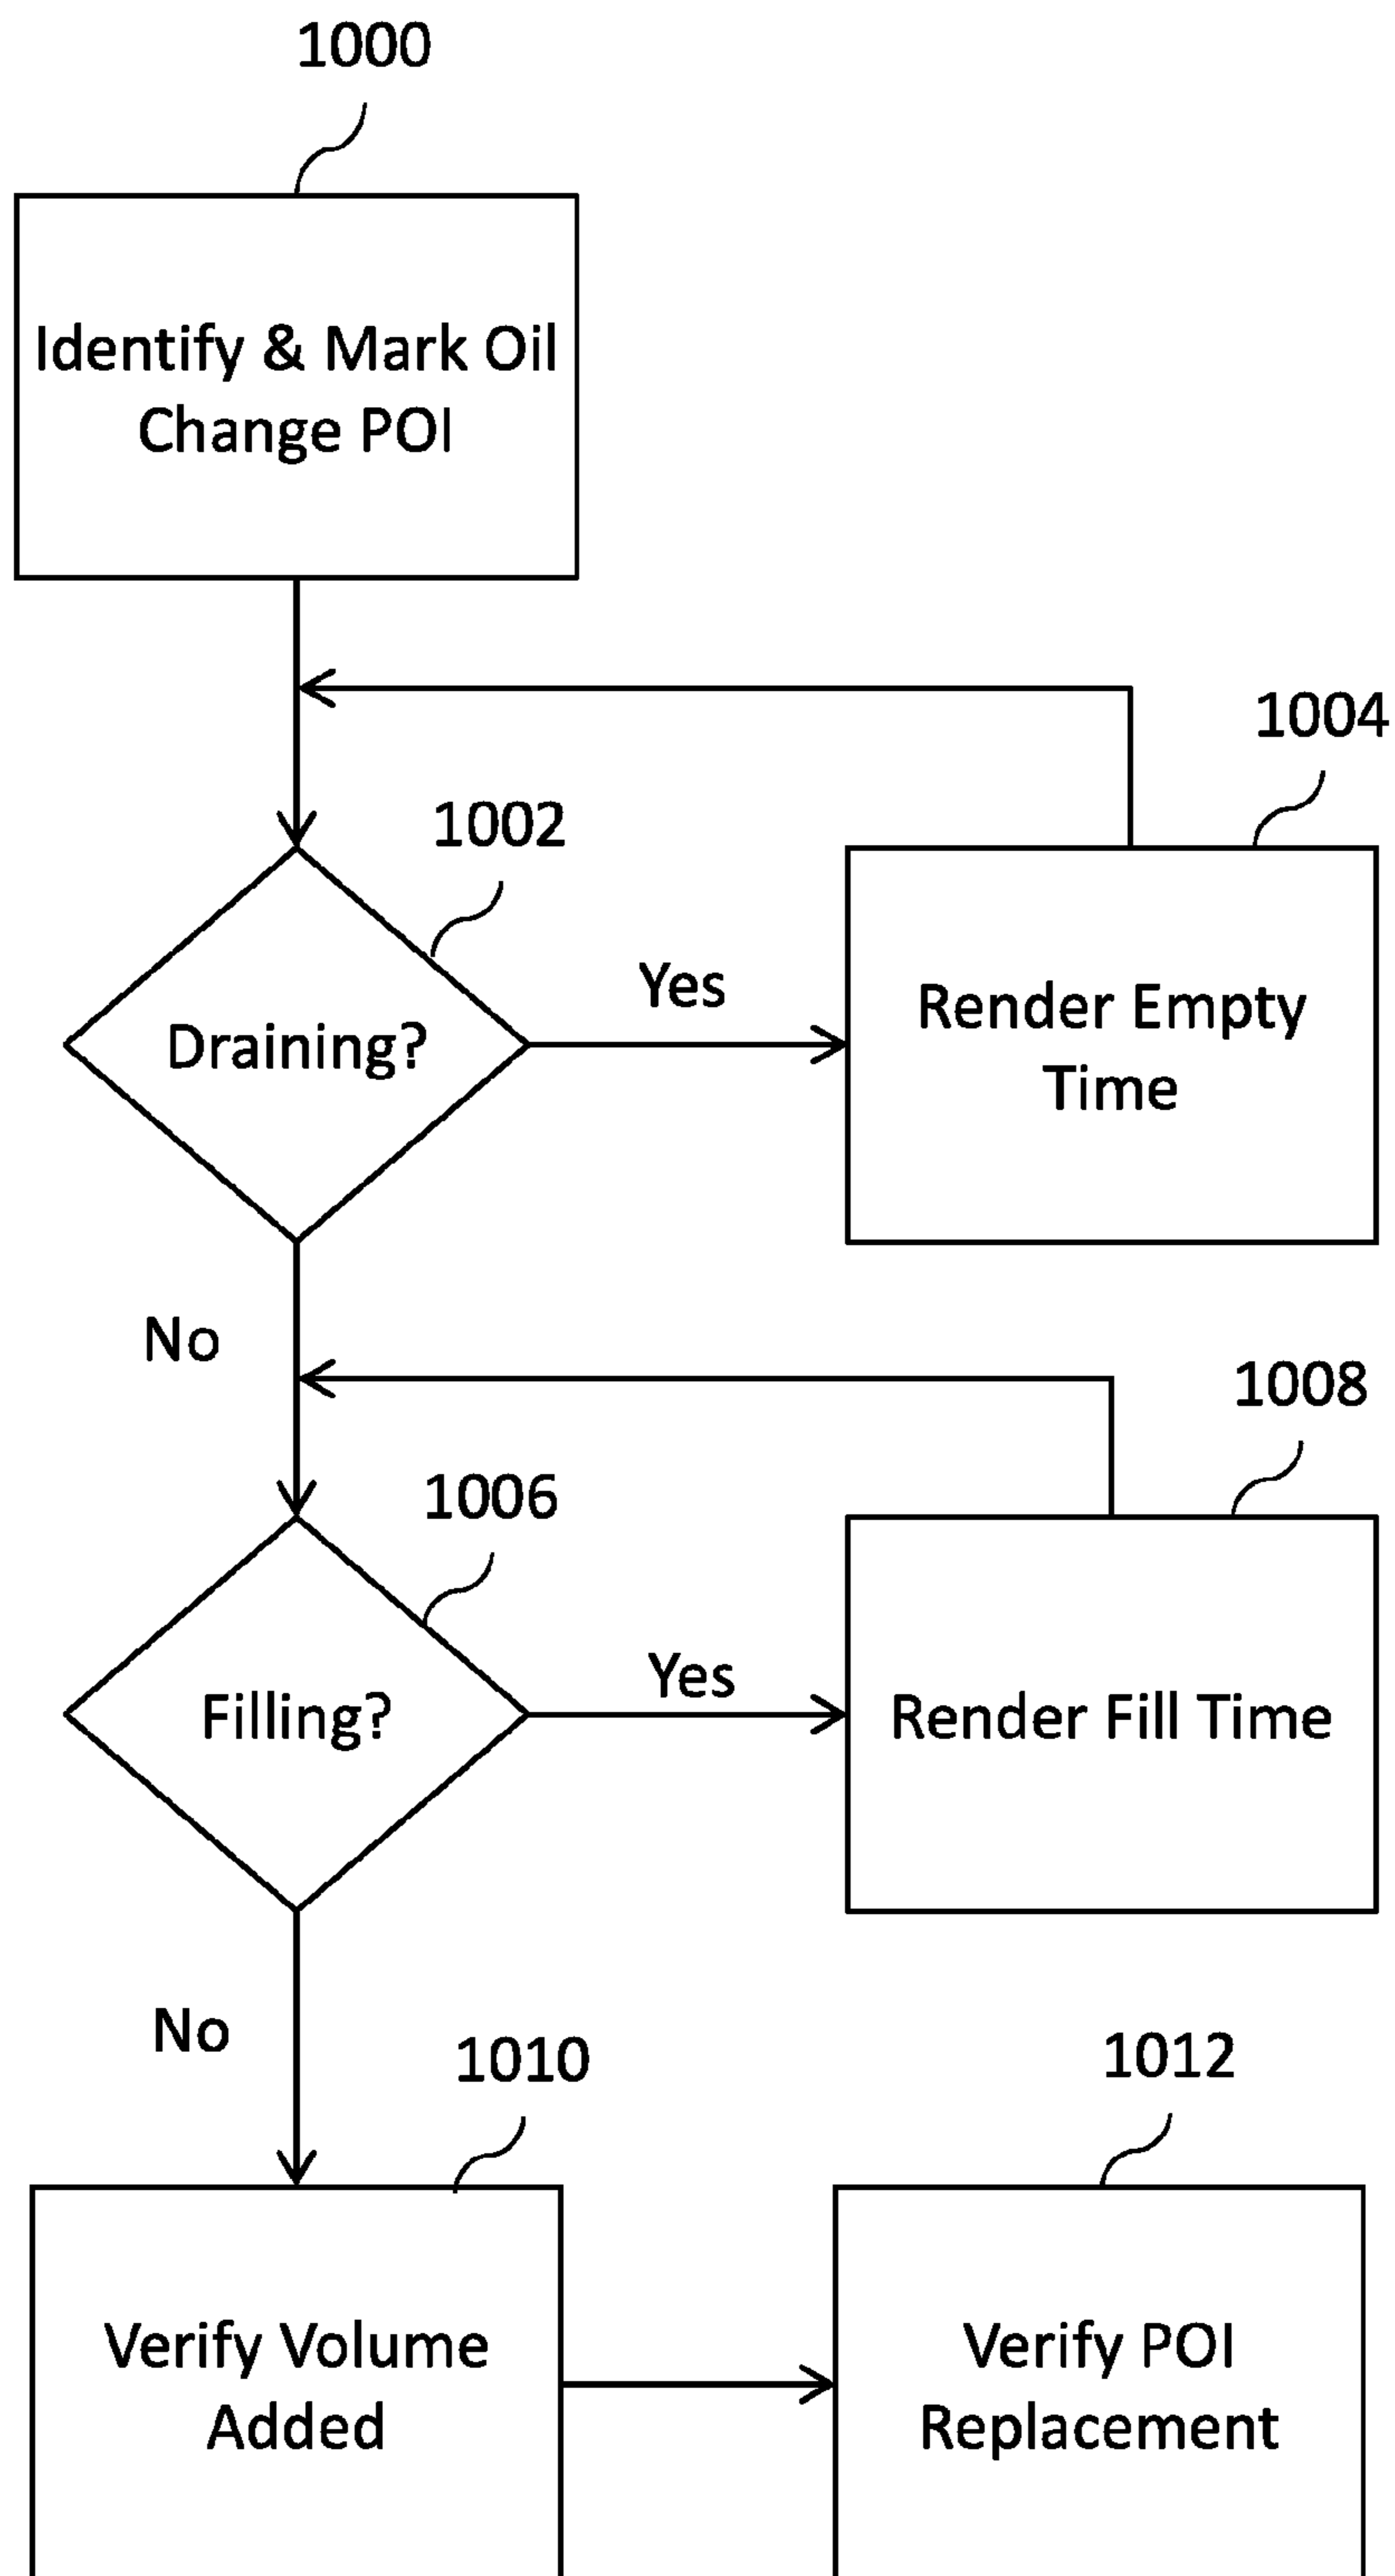 1000
Identify & Mark Oil
Change POI
1004
1002
Yes
Draining?
Render Empty
Time
No
1008
1006
Yes
Filling?
Render Fill Time
No
1010
1012
Verify Volume
Added
Verify POI
Replacement